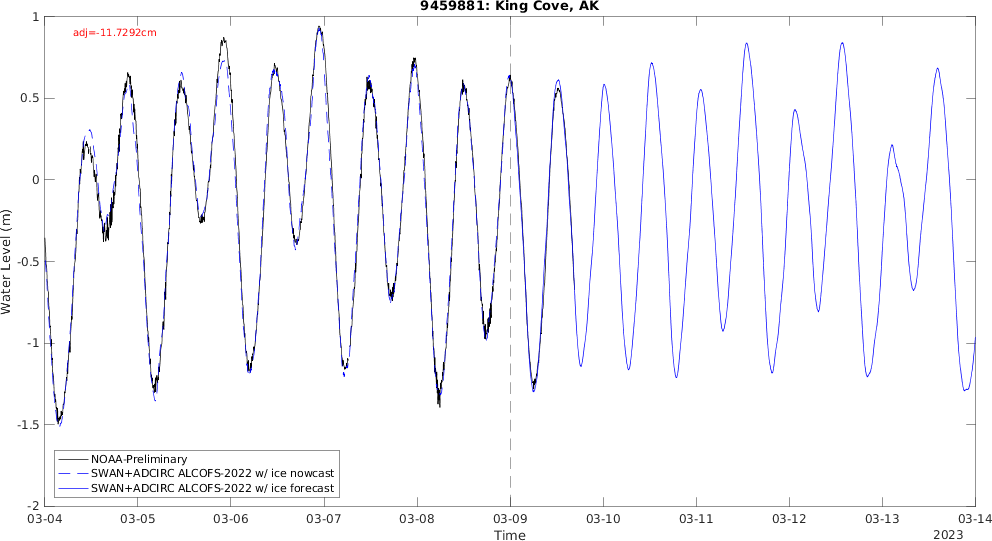 9459881: King Cove, AK
adj=-11.7292cm
Water Level (m)
1
0.5
0
-0.5
-1
-1.5
-2
NOAA-Preliminary
SWAN+ADCIRC ALCOFS-2022 w/ ice nowcast
SWAN+ADCIRC ALCOFS-2022 w/ ice forecast
03-04 03-05 03-06 03-07 03-08 03-09 03-10 03-11 03-12 03-13 03-14
Time
2023